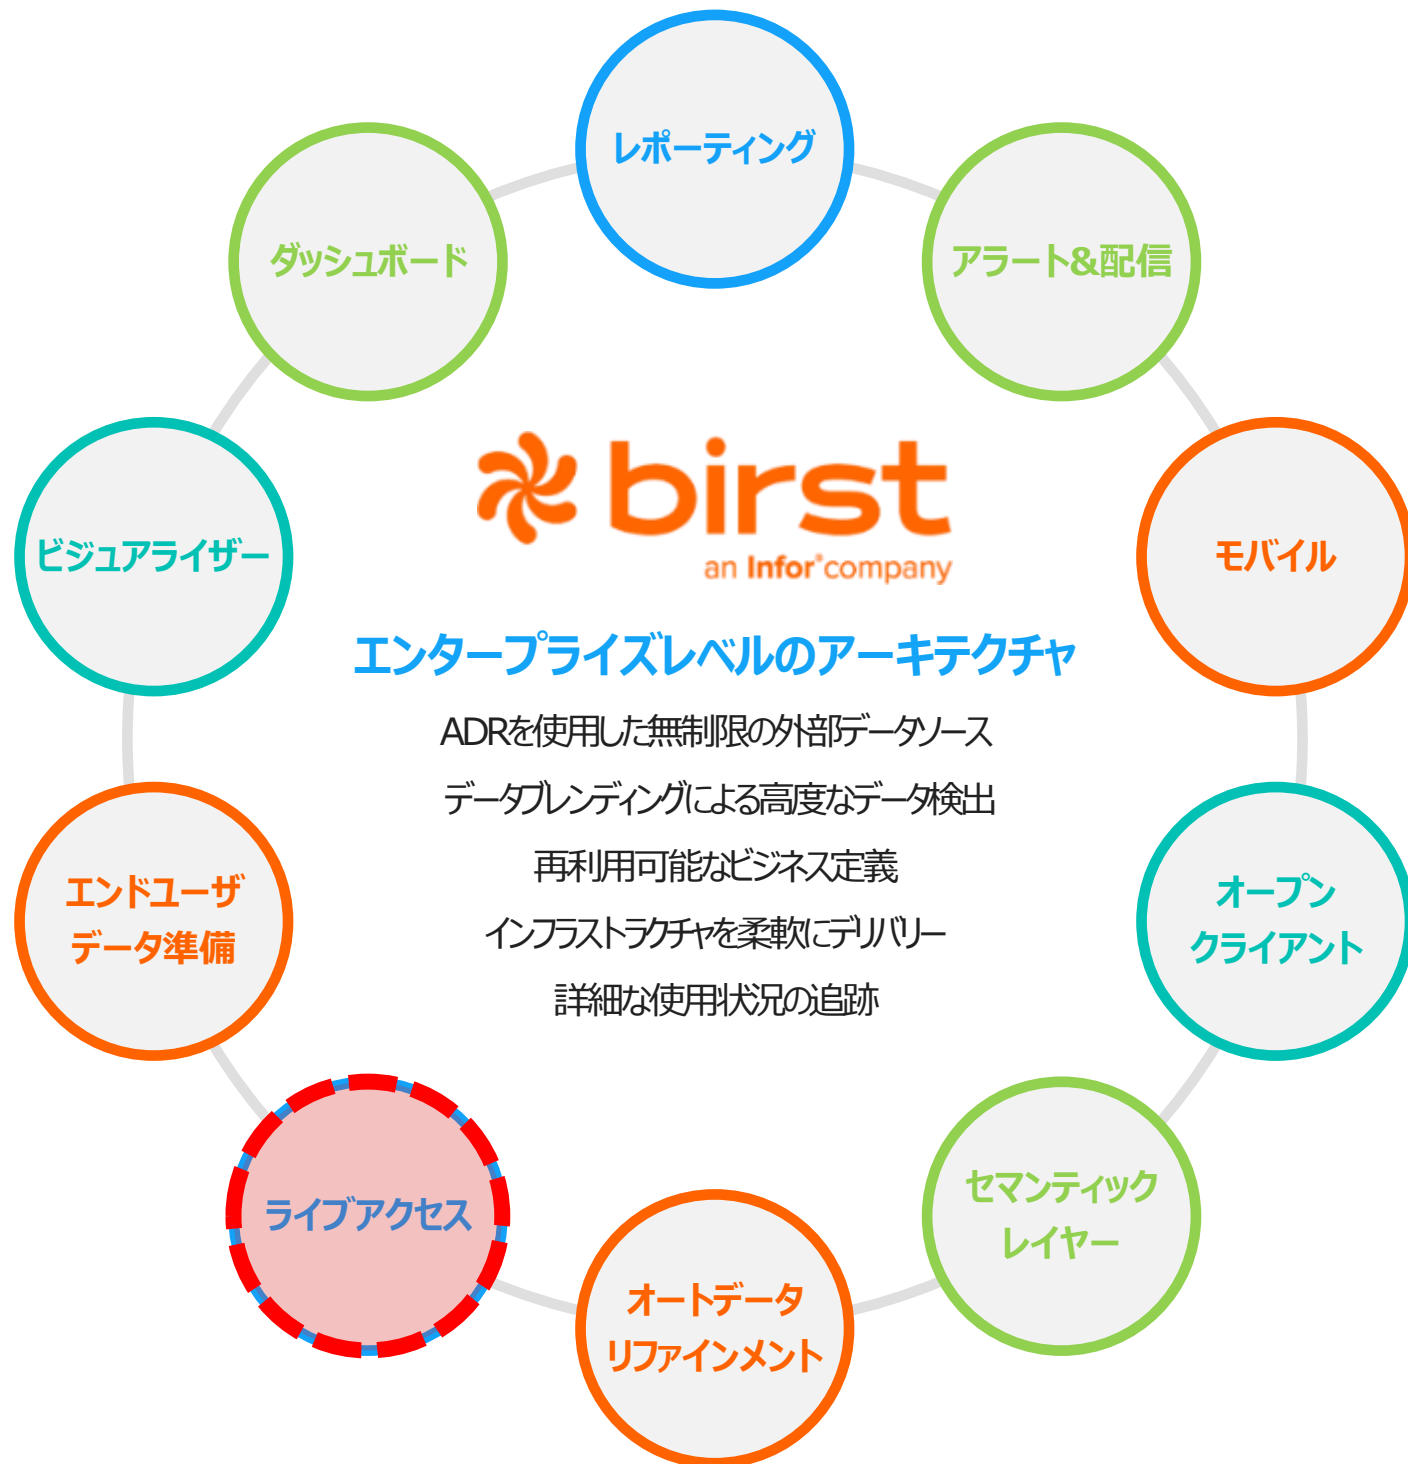 レポーティング
ダッシュボード
アラート&配信
birst
an Infor®company
ビジュアライザー
モバイル
エンタープライズレベルのアーキテクチャ
ADRを使用した無制限の外部データソース
データブレンディングによる高度なデータ検出
再利用可能なビジネス定義
インフラストラクチャを柔軟にデリバリー
詳細な使用状況の追跡
エンドユーザ
データ準備
オープン
クライアント
ライブアクセス
セマンティック
レイヤー
オートデータ
リファインメント